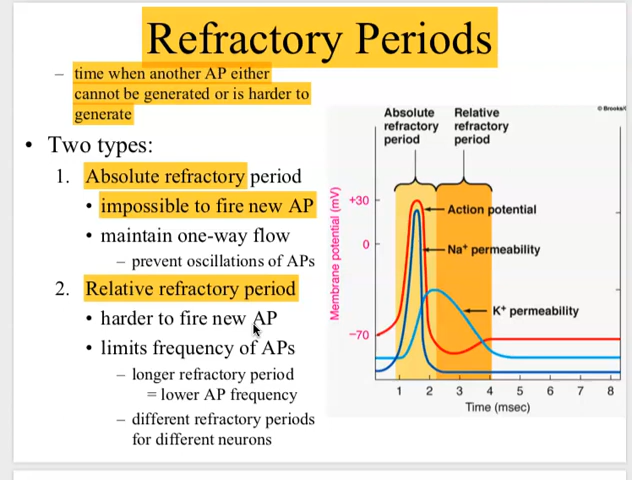 Refractory Periods
– time when another AP either
cannot be generated or is harder to
generate
• Two types:
1. Absolute refractory period
• impossible to fire new AP
• maintain one-way flow
– prevent oscillations of APs
2. Relative refractory period
• harder to fire new AP
• limits frequency of APs
– longer refractory period
= lower AP frequency
– different refractory periods
for different neurons
© Brooks/
Absolute
refractory
period
Relative
refractory
period
Membrane potential (mV)
+30
0
–70
Action potential
Na+ permeability
K+ permeability
1 2 3 4 5 6 7 8
Time (msec)